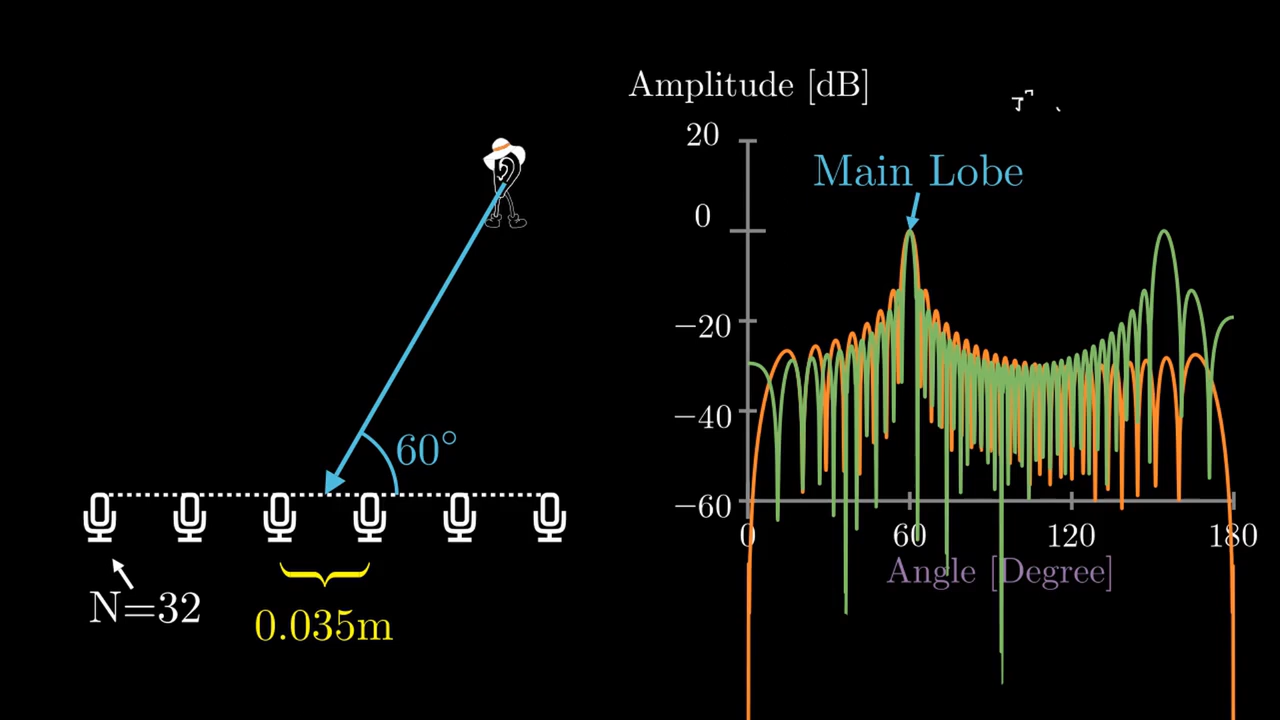 Amplitude [dB]
20
Main Lobe
0
−20
−40
−60
0
60
120
180
Angle [Degree]
60°
N=32
0.035m